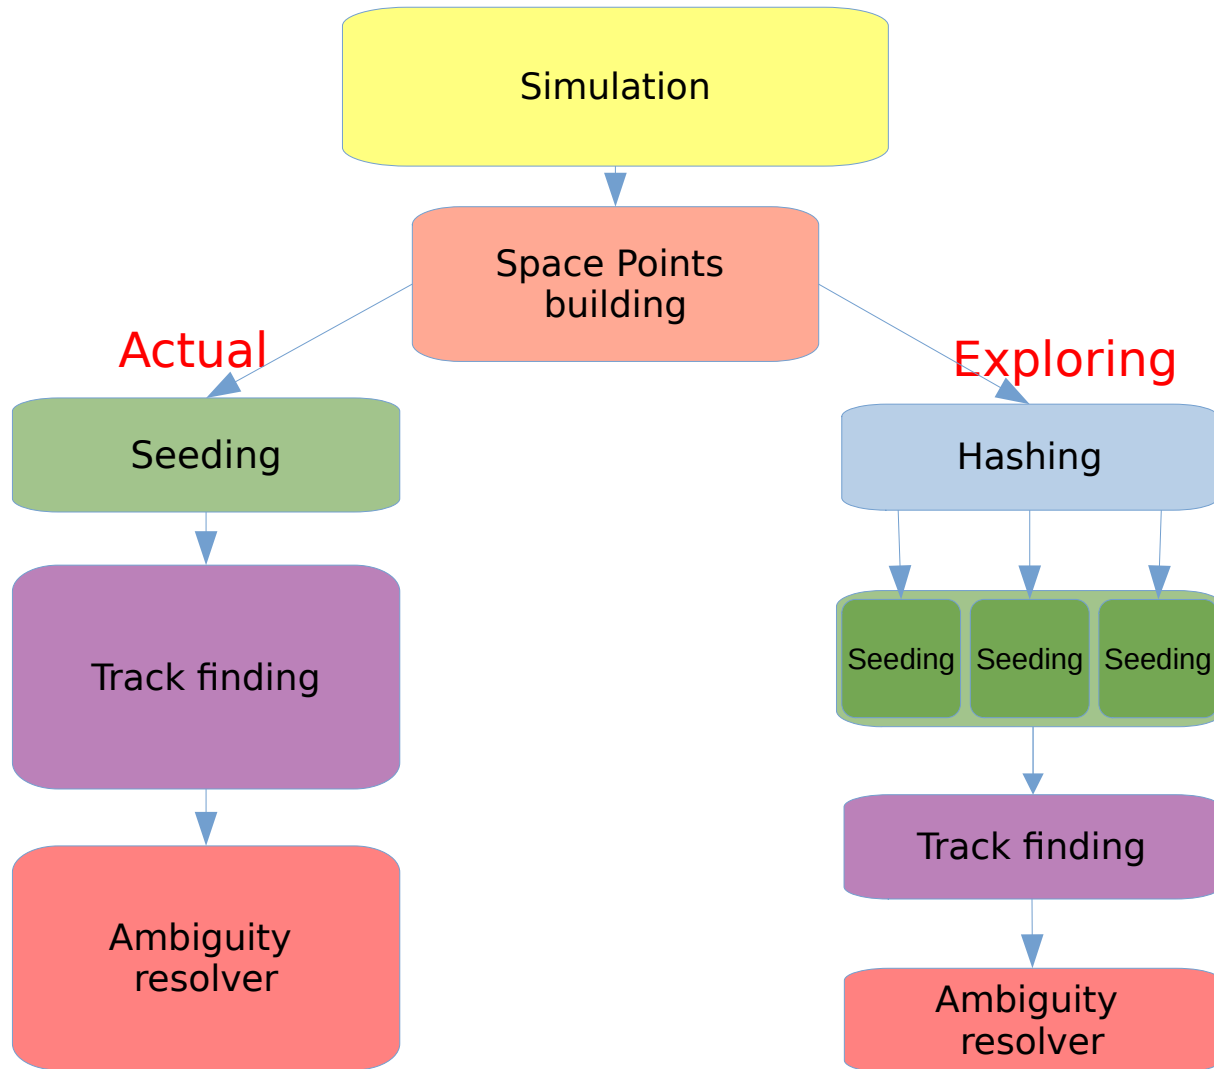 Simulation
Space Points
building
Actual
Exploring
Seeding
Hashing
Track finding
Seeding Seeding Seeding
Track finding
Ambiguity
resolver
Ambiguity
resolver